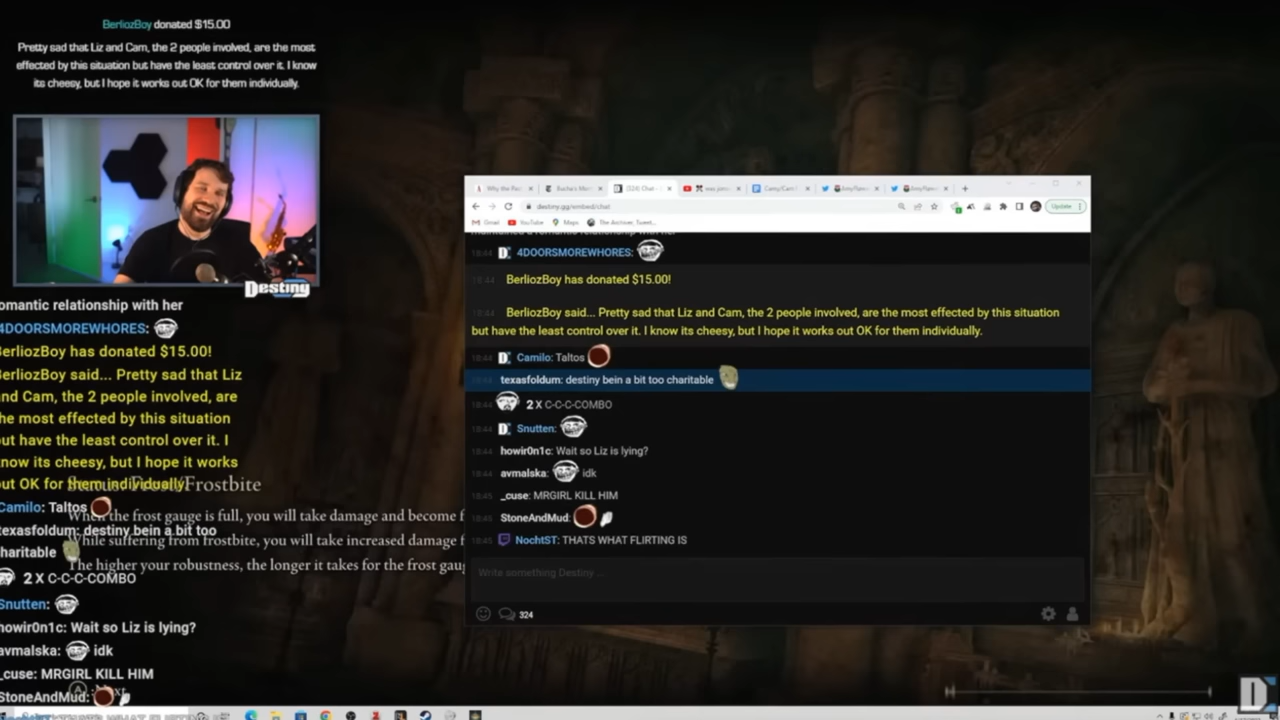 BerliozBoy donated $15.00
Pretty sad that Liz and Cam, the 2 people involved, are the most
effected by this situation but have the least control over it. I know
its cheesy, but I hope it works out OK for them individually.
Destiny
omantic relationship with her
4DOORSMOREWHORES:
BerliozBoy has donated $15.00!
BerliozBoy said... Pretty sad that Liz
and Cam, the 2 people involved, are
he most effected by this situation
out have the least control over it. I
now its cheesy, but I hope it works
out OK for them individually.
Frostbite
When the frost gauge is full, you will take damage and become f
While suffering from frostbite, you will take increased damage f
The higher your robustness, the longer it takes for the frost gaug
Camilo: Taltos
texasfoldum: destiny bein a bit too
charitable
2 X C-C-C-COMBO
Snutten:
howir0n1c: Wait so Liz is lying?
avmalska: idk
_cuse: MRGIRL KILL HIM
StoneAndMud:
Why the Rac
(324) Chat
destiny.gg/embed/chat
Update
Gmail
YouTube
Maps
The Archiver, Tweet...
18:44 4DOORSMOREWHORES:
18:44 BerliozBoy has donated $15.00!
18:44 BerliozBoy said... Pretty sad that Liz and Cam, the 2 people involved, are the most effected by this situation
but have the least control over it. I know its cheesy, but I hope it works out OK for them individually.
18:44 Camilo: Taltos
texasfoldum: destiny bein a bit too charitable
18:44 2 X C-C-C-COMBO
18:44 Snutten:
18:44 howir0n1c: Wait so Liz is lying?
18:44 avmalska: idk
18:45 _cuse: MRGIRL KILL HIM
18:45 StoneAndMud:
18:45 NochtST: THATS WHAT FLIRTING IS
Write something Destiny ...
324
D